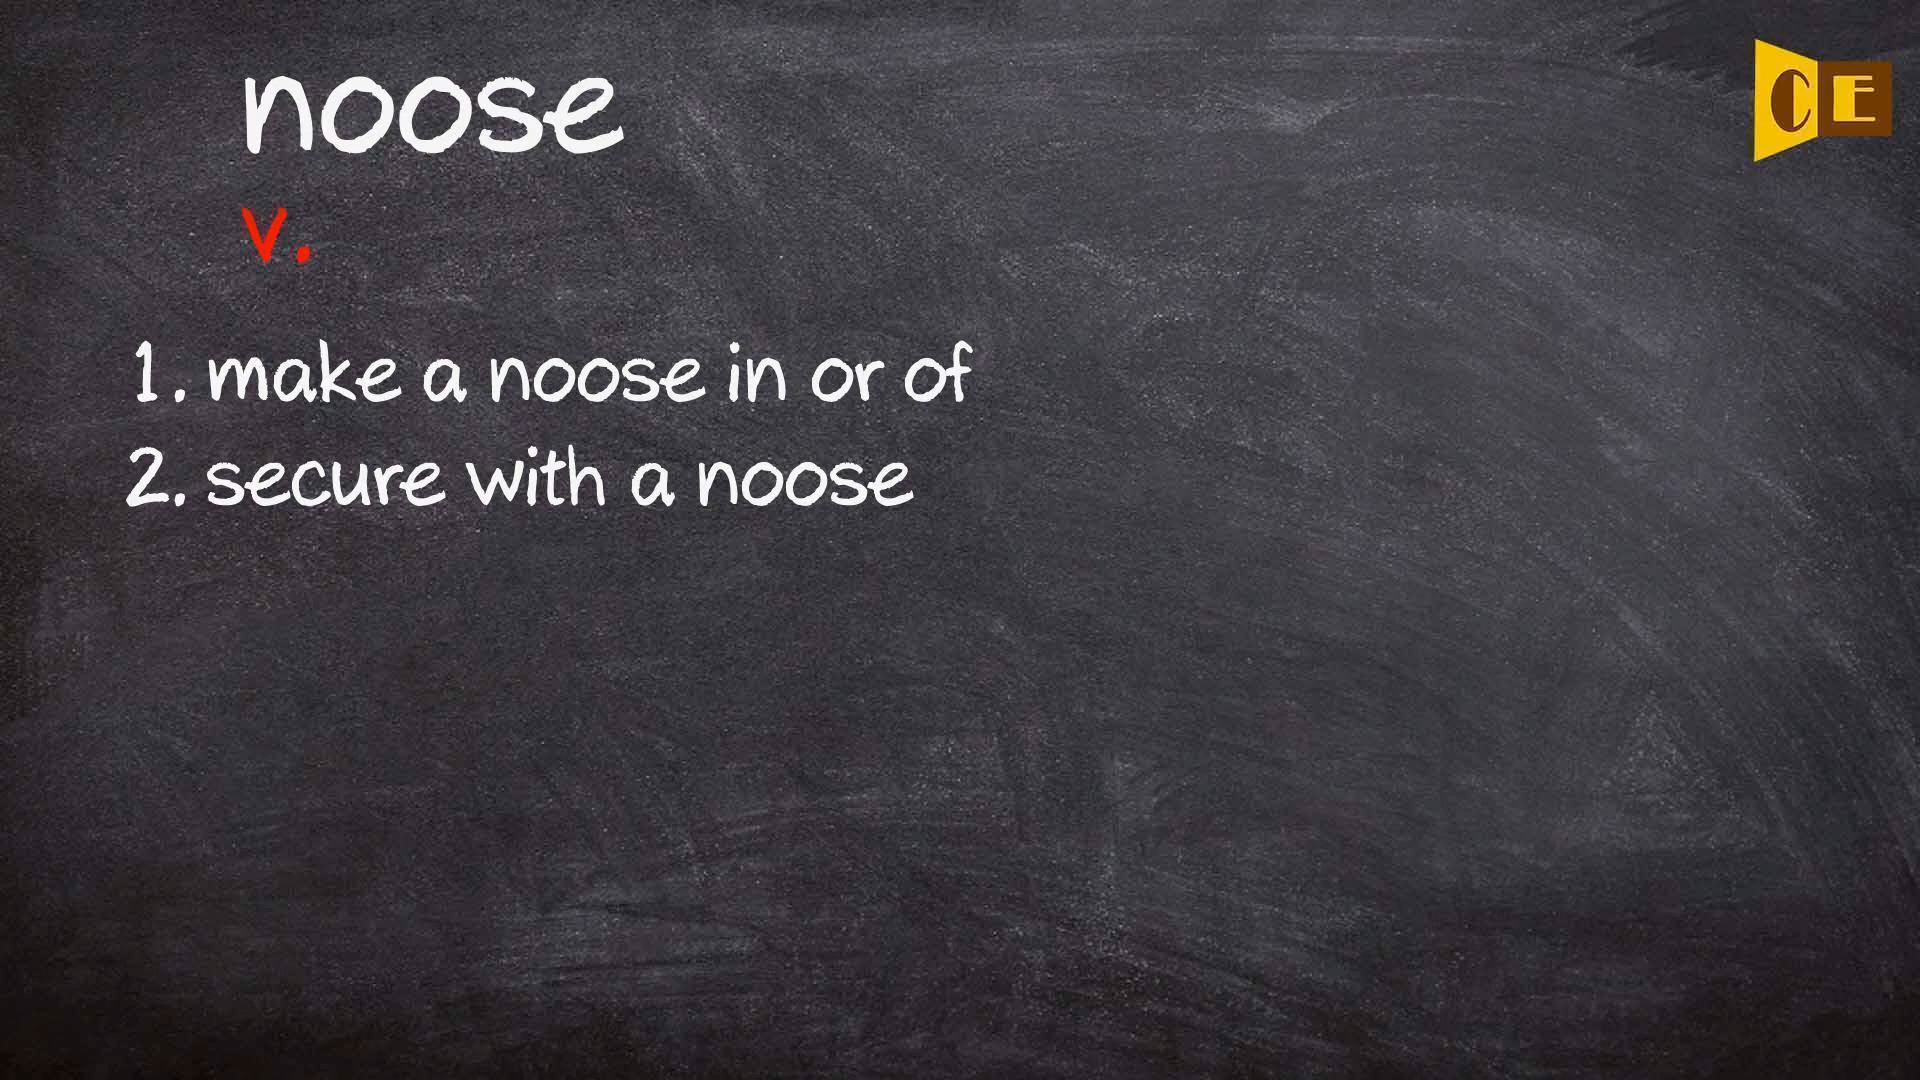 noose
CE
v.
1. make a noose in or of
2. secure with a noose